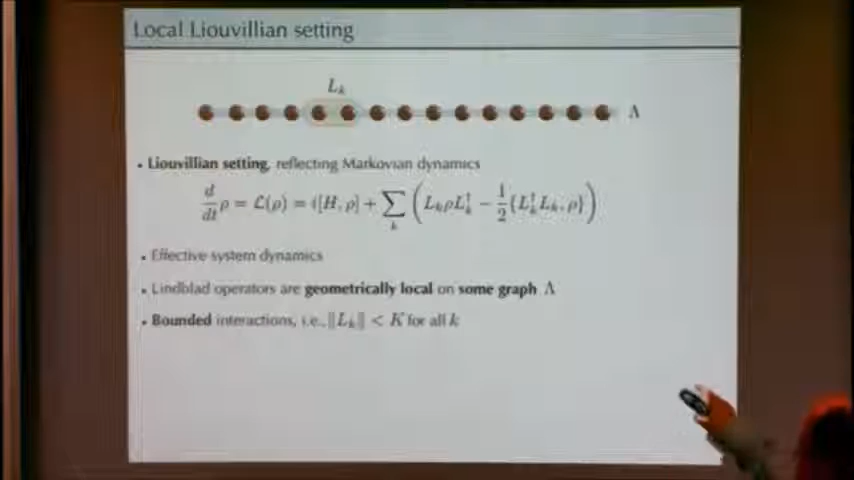 Local Liouvillian setting
L_k
Λ
• Liouvillian setting, reflecting Markovian dynamics
d/dt ρ = ℒ(ρ) = i[H, ρ] + ∑_k ( L_k ρ L_k^† − 1/2 {L_k^† L_k, ρ} )
• Effective system dynamics
• Lindblad operators are geometrically local on some graph Λ
• Bounded interactions, i.e., ‖L_k‖ < K for all k